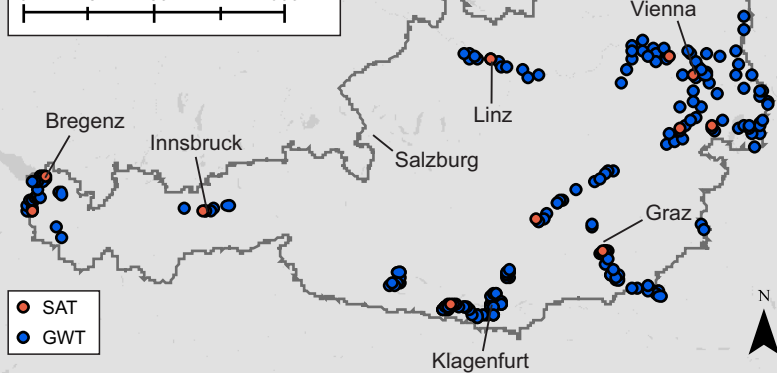 Vienna
Linz
Bregenz
Innsbruck
Salzburg
Graz
SAT
GWT
N
Klagenfurt